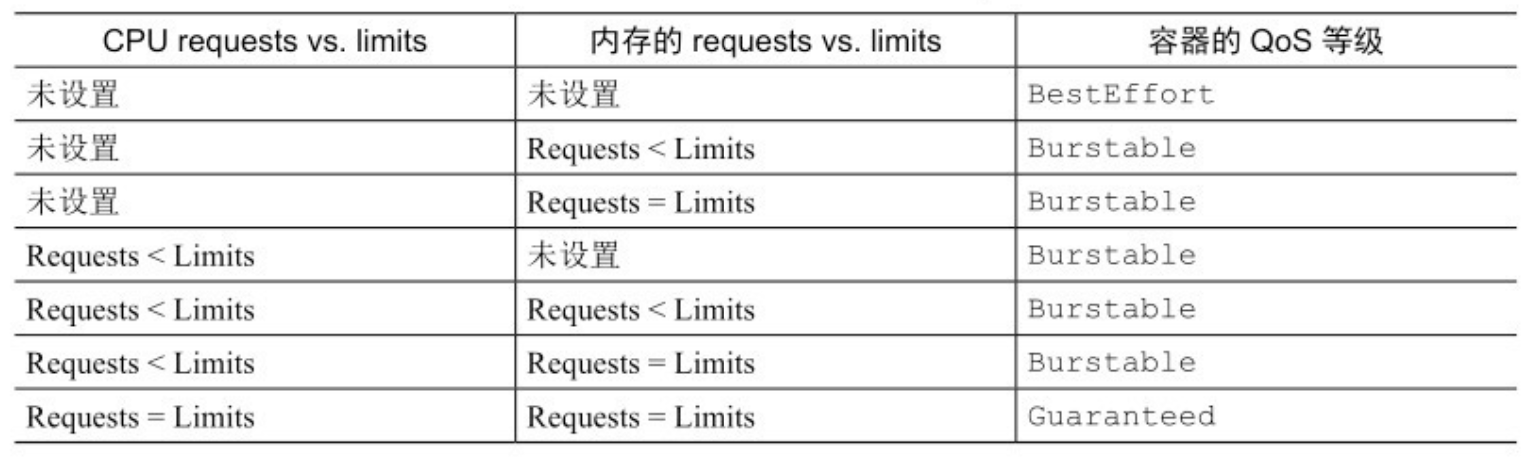 CPU requests vs. limits 内存的 requests vs. limits 容器的 QoS 等级
未设置 未设置 BestEffort
未设置 Requests < Limits Burstable
未设置 Requests = Limits Burstable
Requests < Limits 未设置 Burstable
Requests < Limits Requests < Limits Burstable
Requests < Limits Requests = Limits Burstable
Requests = Limits Requests = Limits Guaranteed